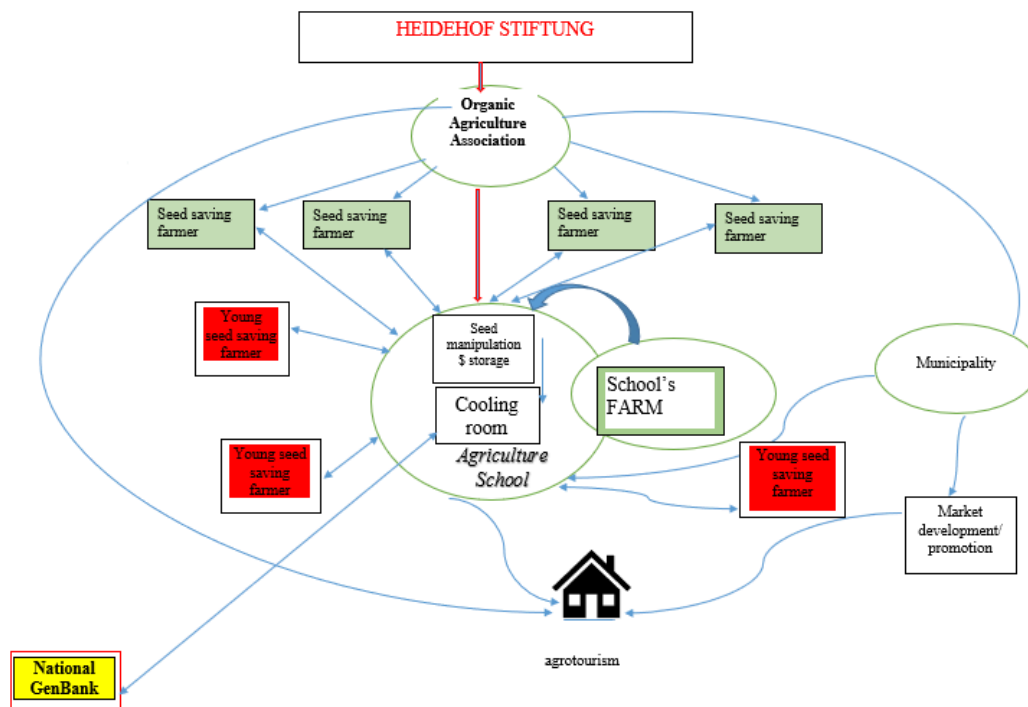 HEIDEHOF STIFTUNG
Organic
Agriculture
Association
Seed saving
farmer
Seed saving
farmer
Seed saving
farmer
Seed saving
farmer
Young
seed saving
farmer
Seed
manipulation
$ storage
School's
FARM
Municipality
Cooling
room
Agriculture
School
Young seed
saving
farmer
Young seed
saving
farmer
Market
development/
promotion
agrotourism
National
GenBank